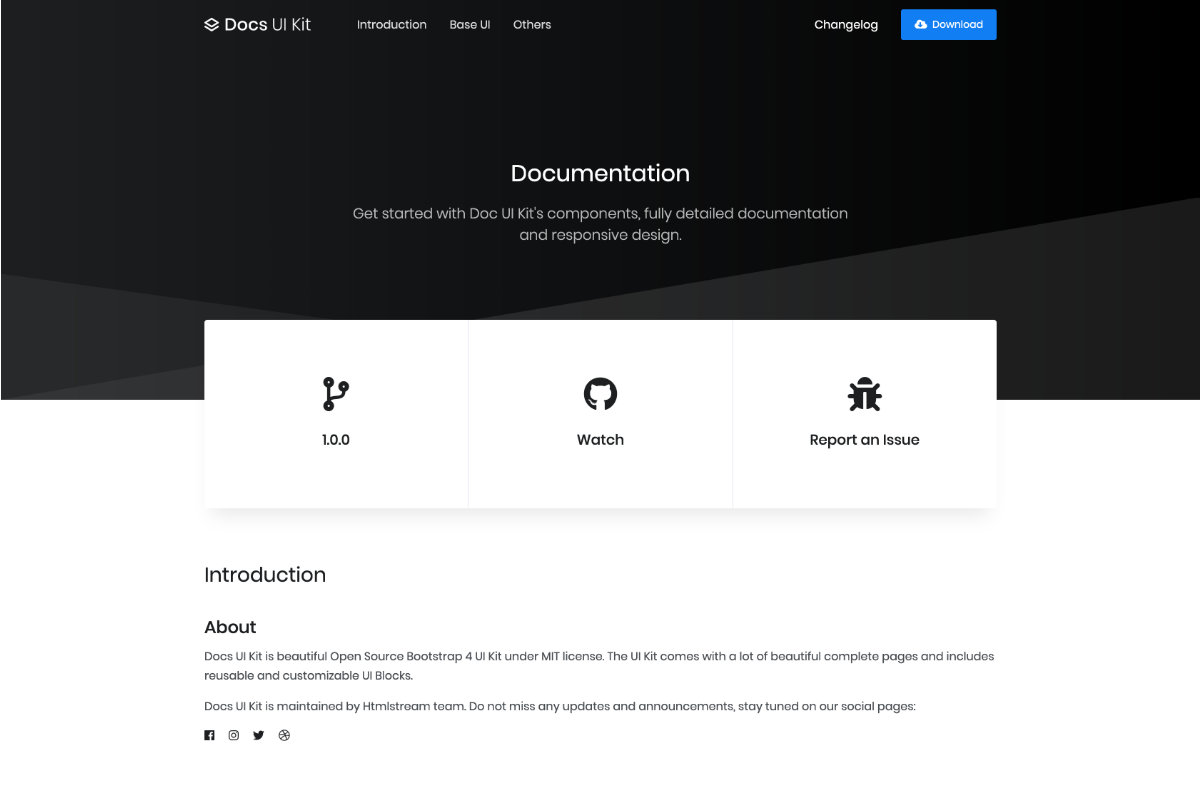 Docs UI Kit Introduction Base UI Others Changelog Download
Documentation
Get started with Doc UI Kit's components, fully detailed documentation
and responsive design.
1.0.0 Watch Report an Issue
Introduction
About
Docs UI Kit is beautiful Open Source Bootstrap 4 UI Kit under MIT license. The UI Kit comes with a lot of beautiful complete pages and includes
reusable and customizable UI Blocks.
Docs UI Kit is maintained by Htmlstream team. Do not miss any updates and announcements, stay tuned on our social pages: